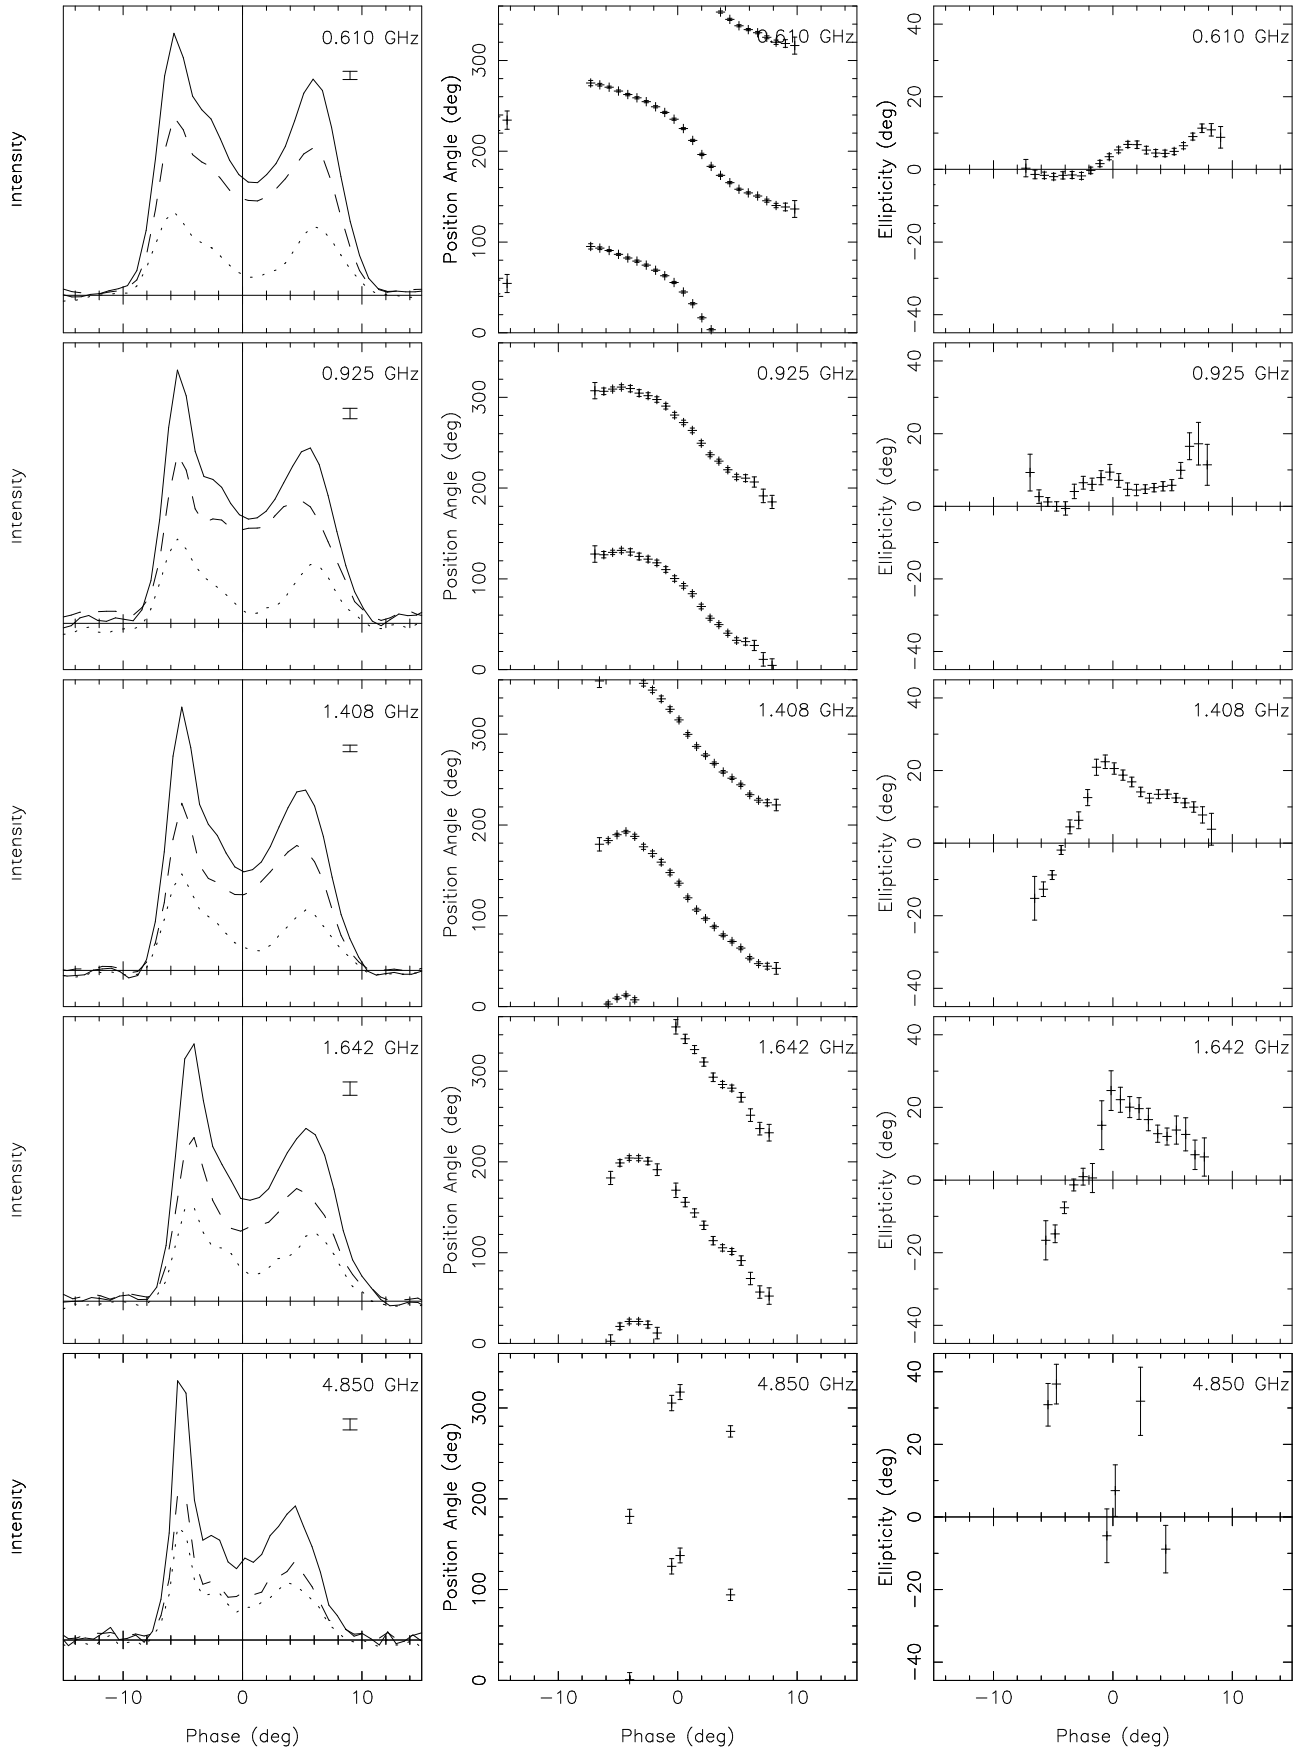 0.610 GHz
Intensity
0.610 GHz
Position Angle (deg)
0 100 200 300
0.610 GHz
Ellipticity (deg)
−40 −20 0 20 40
0.925 GHz
Intensity
0.925 GHz
Position Angle (deg)
0 100 200 300
0.925 GHz
Ellipticity (deg)
−40 −20 0 20 40
1.408 GHz
Intensity
1.408 GHz
Position Angle (deg)
0 100 200 300
1.408 GHz
Ellipticity (deg)
−40 −20 0 20 40
1.642 GHz
Intensity
1.642 GHz
Position Angle (deg)
0 100 200 300
1.642 GHz
Ellipticity (deg)
−40 −20 0 20 40
4.850 GHz
Intensity
−10 0 10
Phase (deg)
4.850 GHz
Position Angle (deg)
0 100 200 300
−10 0 10
Phase (deg)
4.850 GHz
Ellipticity (deg)
−40 −20 0 20 40
−10 0 10
Phase (deg)